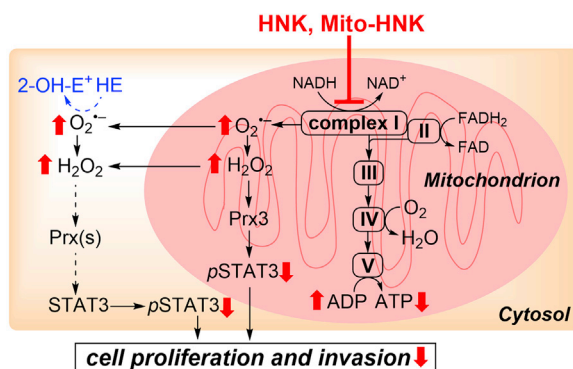 HNK, Mito-HNK
NADH NAD⁺
2-OH-E⁺ HE
O₂•⁻ O₂•⁻ complex I II FADH₂
FAD
H₂O₂ H₂O₂ III Mitochondrion
Prx(s) Prx3 IV O₂
H₂O
pSTAT3 V
STAT3 pSTAT3 ADP ATP Cytosol
cell proliferation and invasion